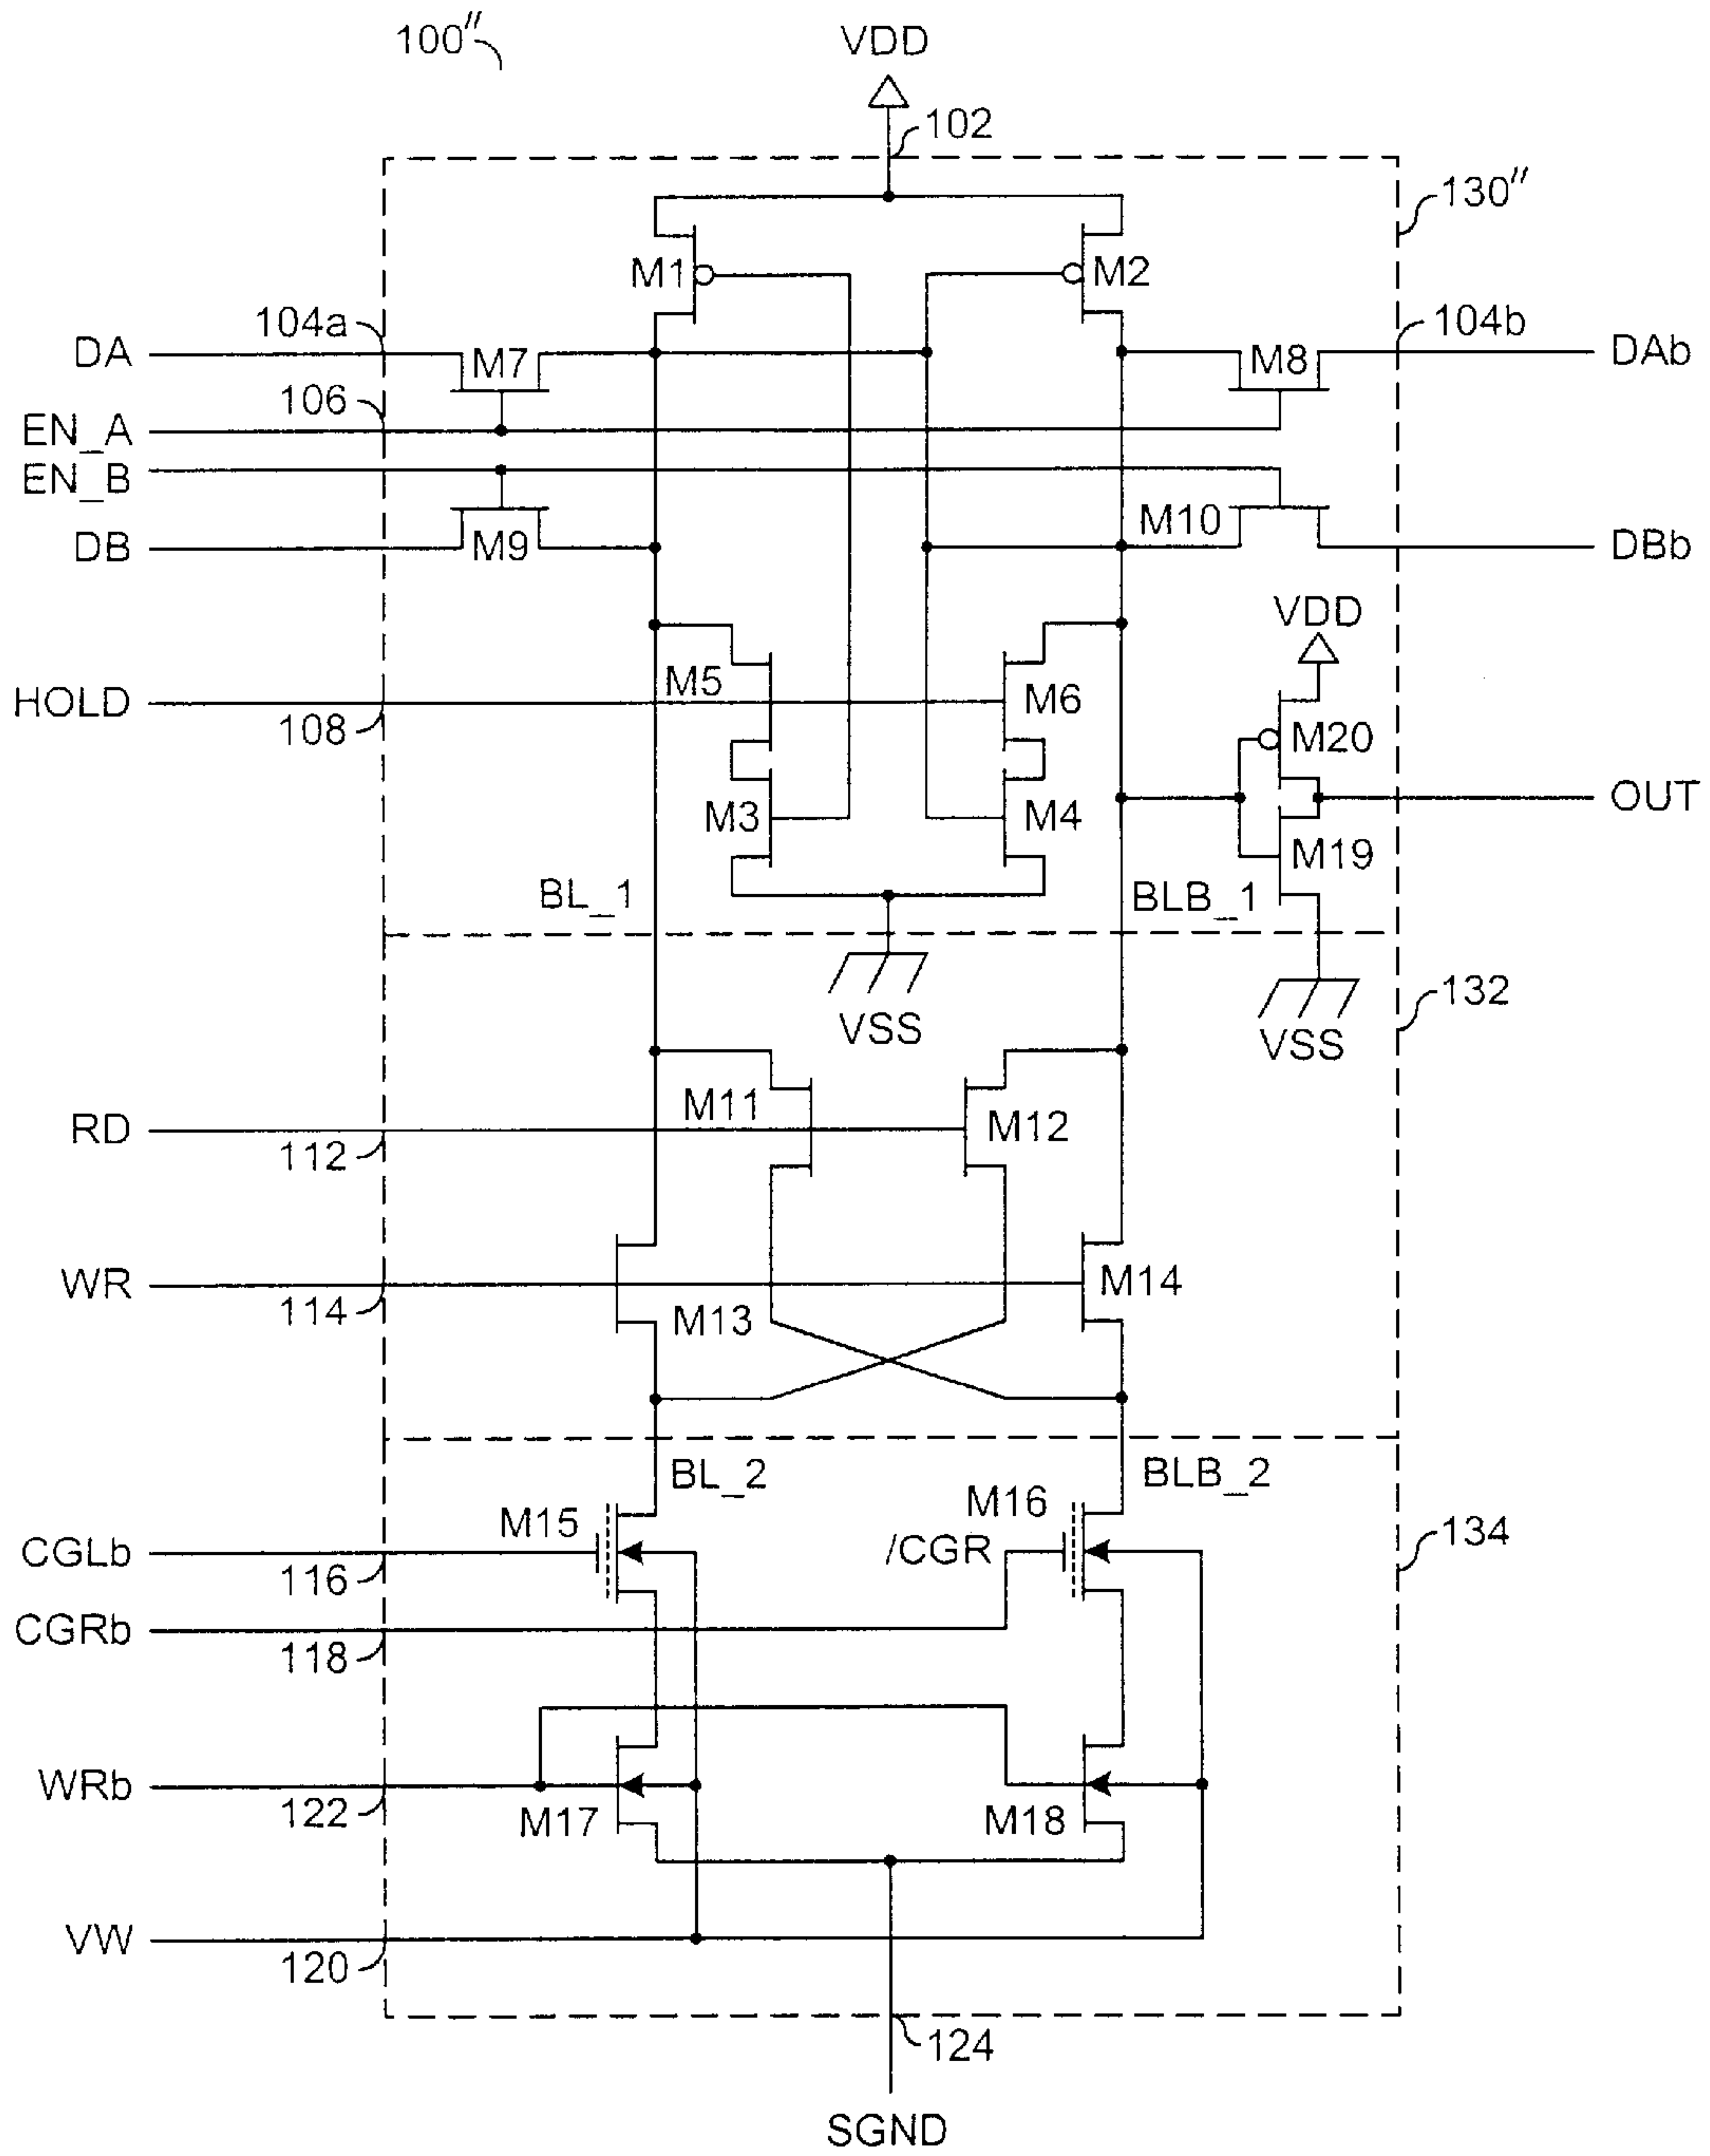 100″
VDD
102
130″
M1
M2
104a
104b
DA
M7
M8
DAb
106
EN_A
EN_B
M10
DB
M9
DBb
VDD
M5
M6
HOLD
108
M20
M3
M4
OUT
M19
BL_1
BLB_1
132
VSS
VSS
M11
M12
RD
112
WR
M14
114
M13
BL_2
BLB_2
M15
M16
134
CGLb
/CGR
116
CGRb
118
WRb
122
M17
M18
VW
120
124
SGND